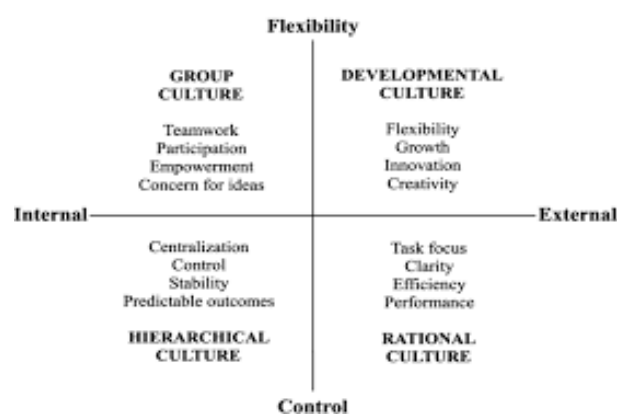 Flexibility
GROUP
CULTURE
Teamwork
Participation
Empowerment
Concern for ideas
DEVELOPMENTAL
CULTURE
Flexibility
Growth
Innovation
Creativity
Internal
External
Centralization
Control
Stability
Predictable outcomes
HIERARCHICAL
CULTURE
Task focus
Clarity
Efficiency
Performance
RATIONAL
CULTURE
Control